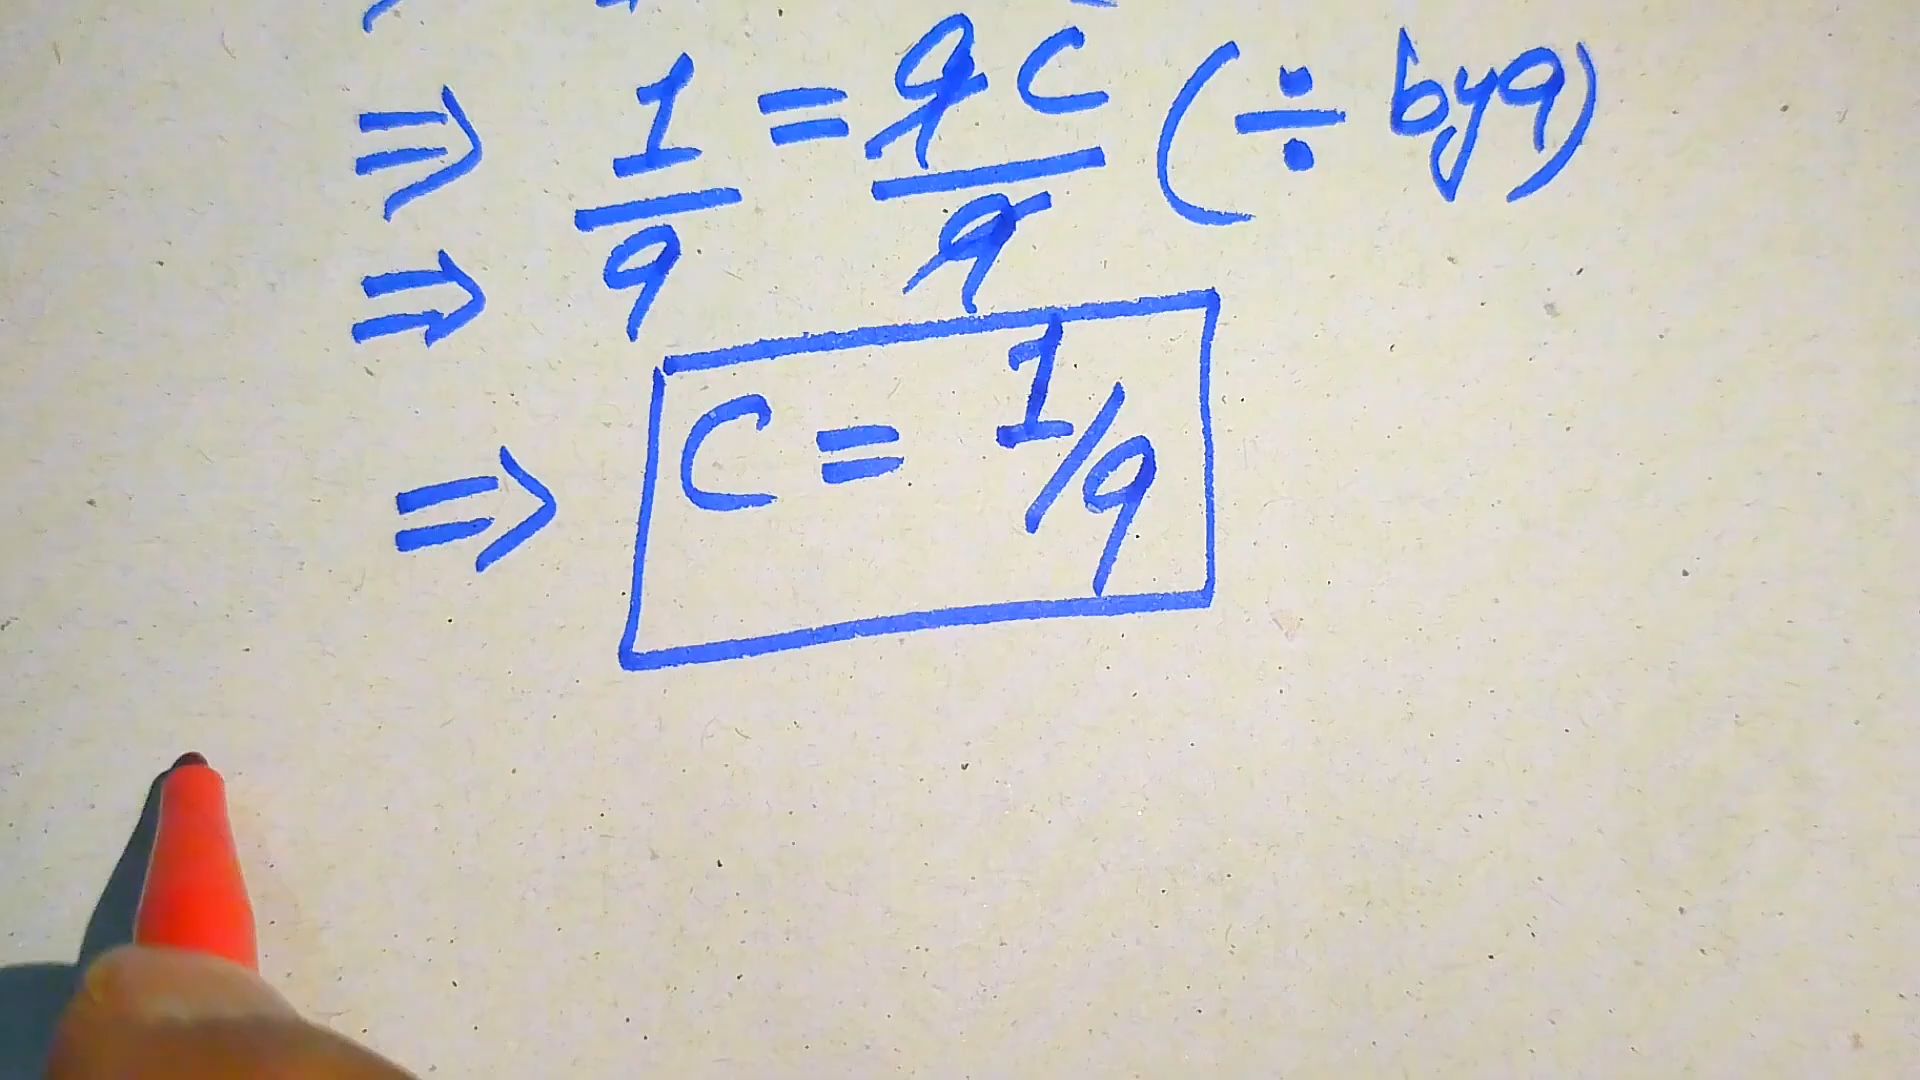 ⇒ 1/9 = 9C/9 (÷ by 9)
⇒
⇒ C = 1/9